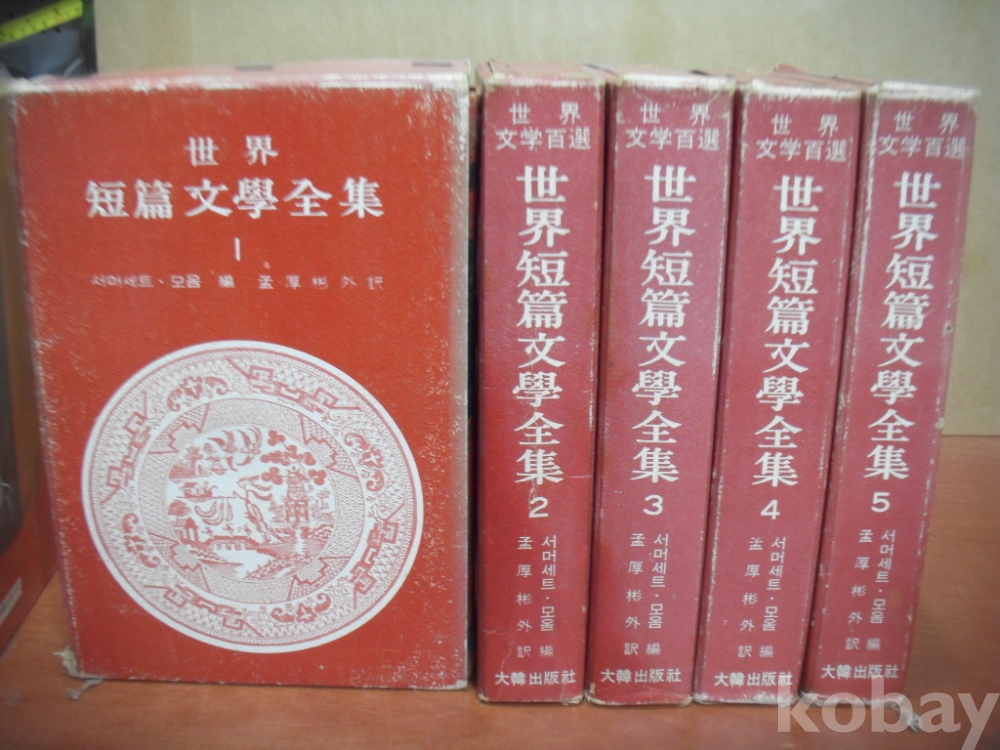 世界
短篇文學全集
1
서머세트·모옴 編 孟厚彬 外 訳
世界
文学百選
世界短篇文學全集
2
서머세트·모옴 編
孟厚彬 外 訳
大韓出版社
世界
文学百選
世界短篇文學全集
3
서머세트·모옴 編
孟厚彬 外 訳
大韓出版社
世界
文学百選
世界短篇文學全集
4
서머세트·모옴 編
孟厚彬 外 訳
大韓出版社
世界
文学百選
世界短篇文學全集
5
서머세트·모옴 編
孟厚彬 外 訳
大韓出版社
kobay